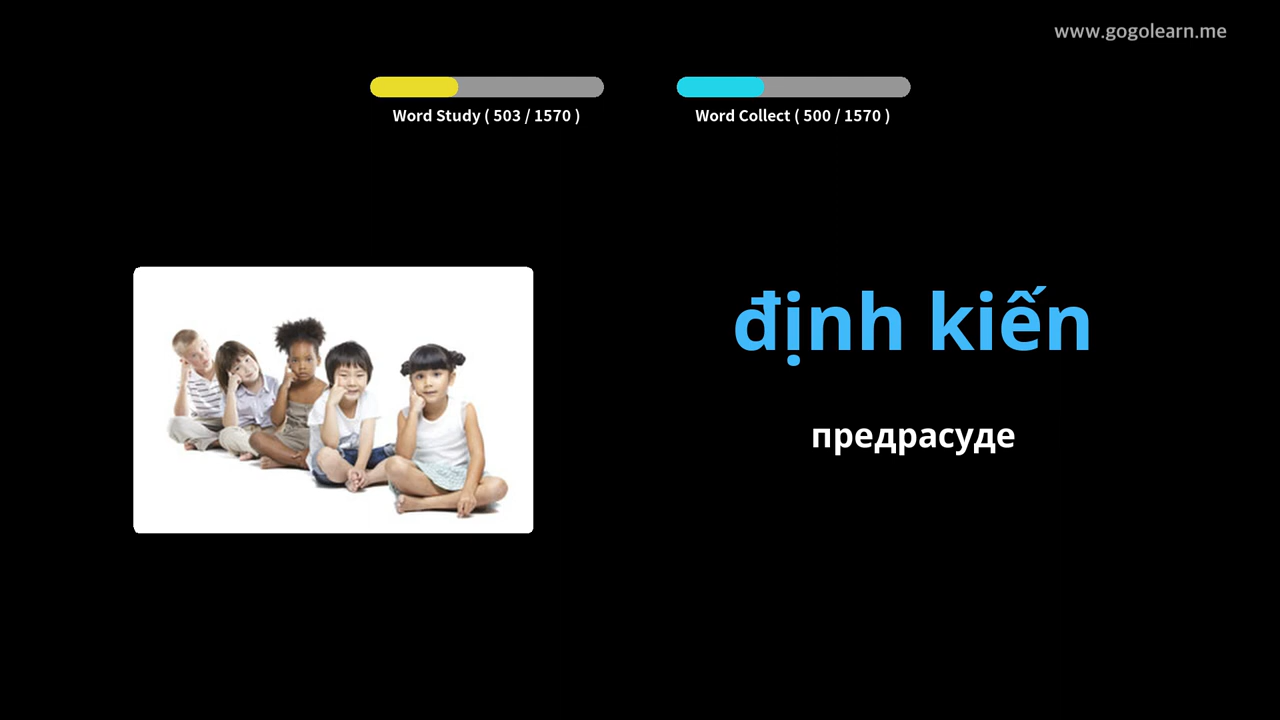 www.gogolearn.me
Word Study ( 503 / 1570 )
Word Collect ( 500 / 1570 )
định kiến
предрасуде